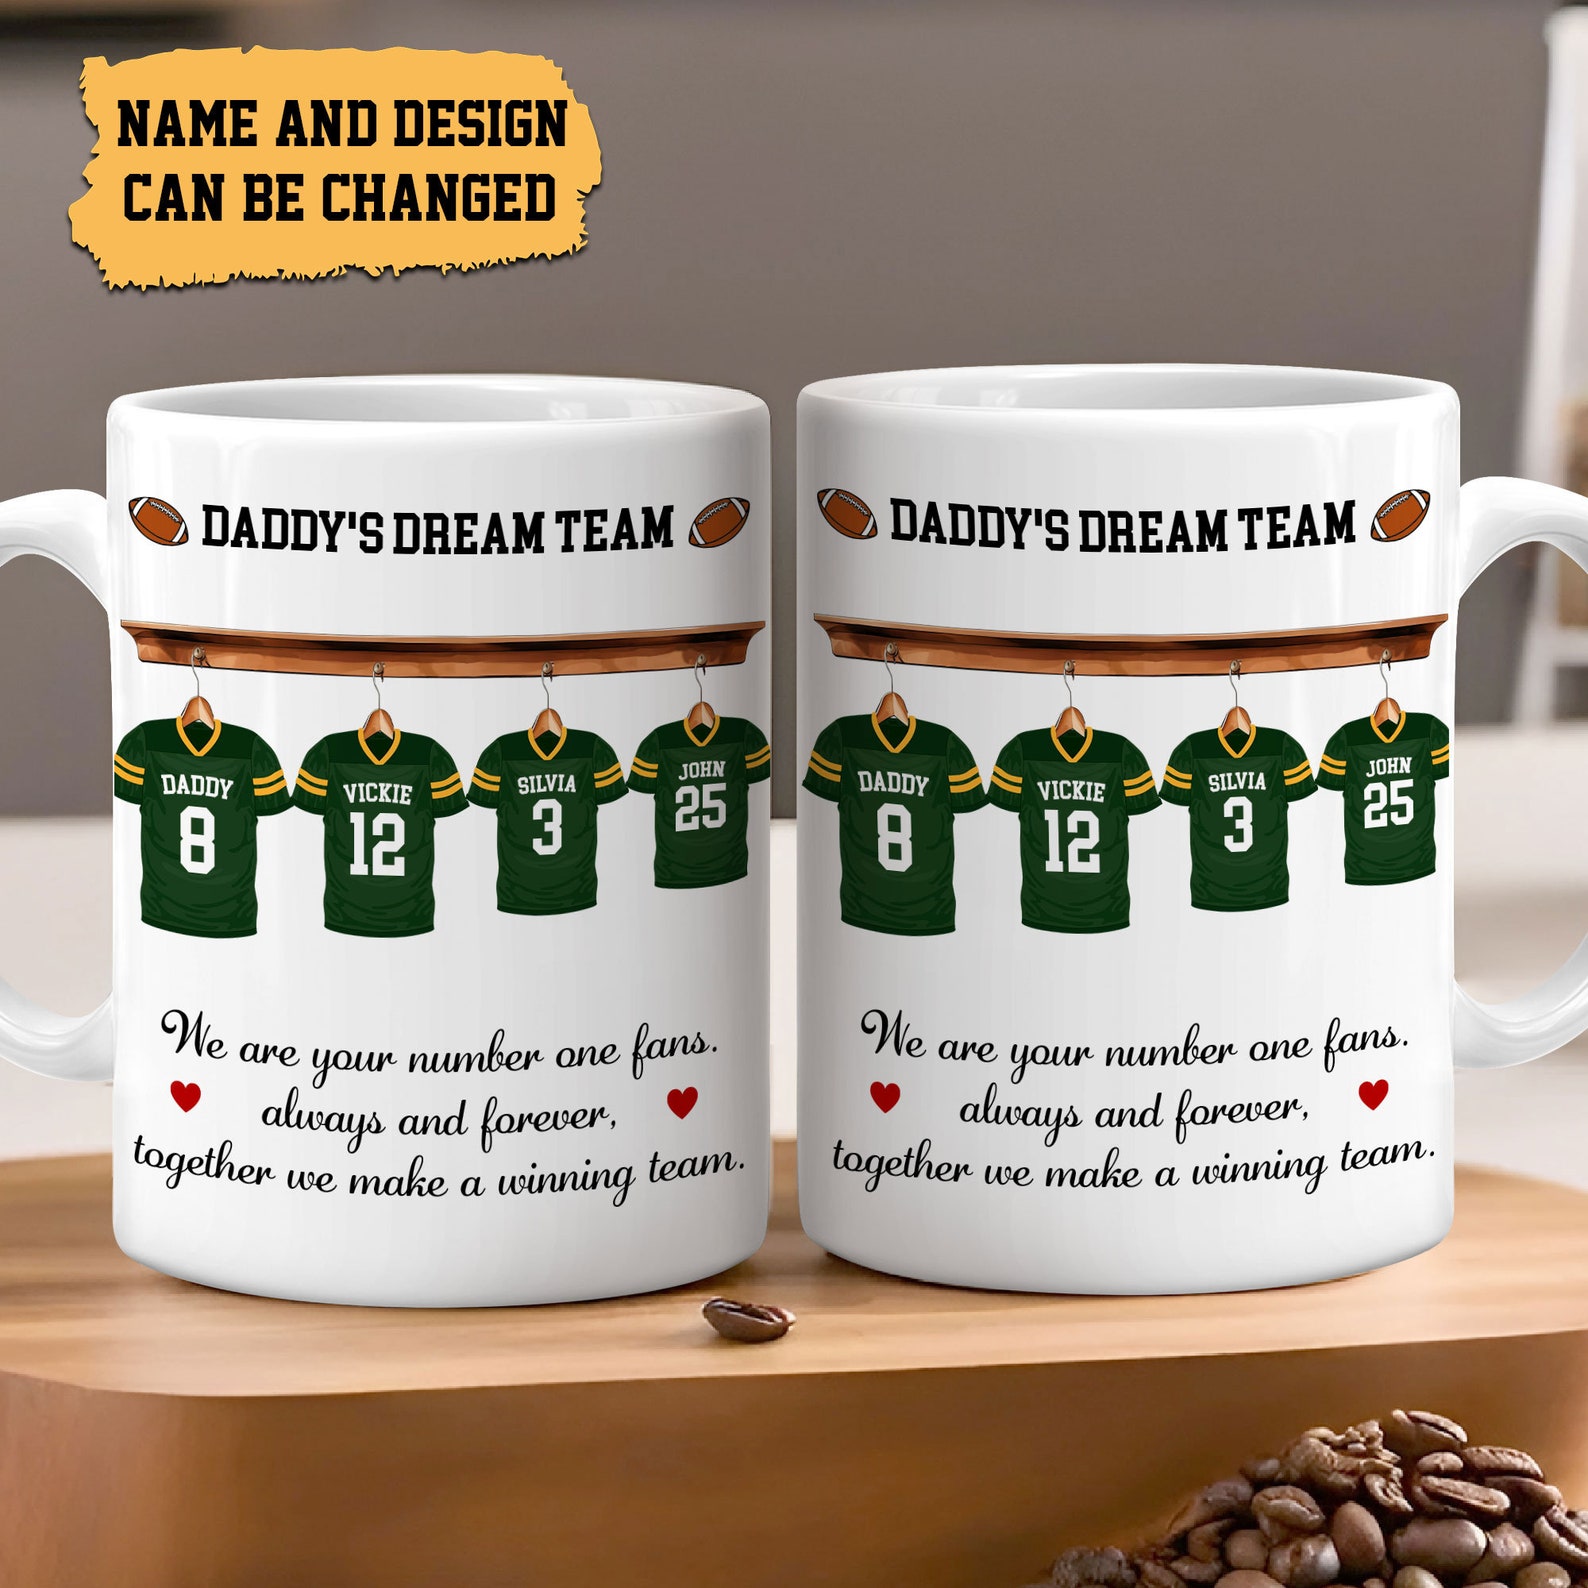 NAME AND DESIGN
CAN BE CHANGED
DADDY'S DREAM TEAM
DADDY
8
VICKIE
12
SILVIA
3
JOHN
25
We are your number one fans.
always and forever,
together we make a winning team.
DADDY'S DREAM TEAM
DADDY
8
VICKIE
12
SILVIA
3
JOHN
25
We are your number one fans.
always and forever,
together we make a winning team.